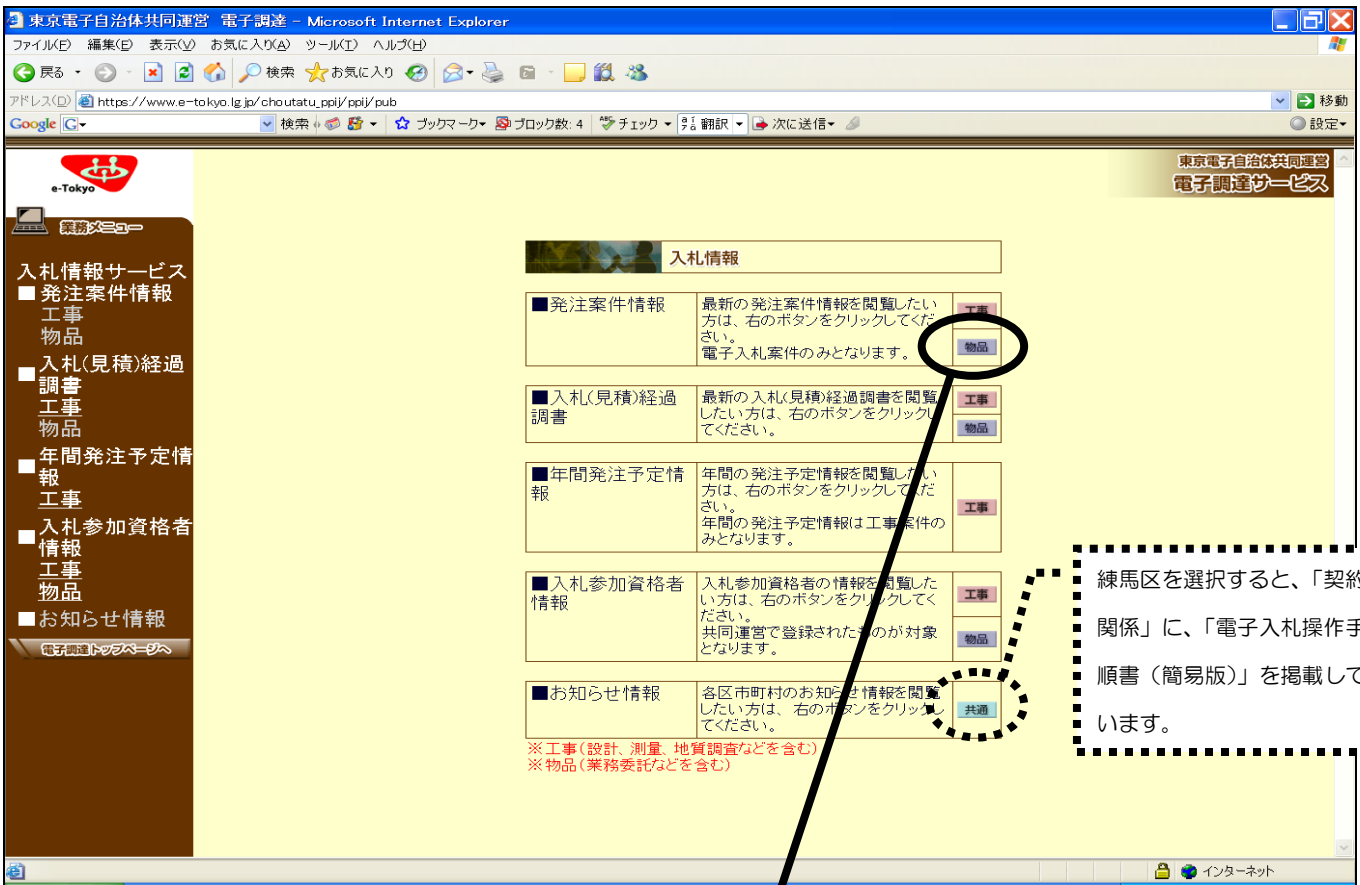 東京電子自治体共同運営 電子調達 - Microsoft Internet Explorer
ファイル(F) 編集(E) 表示(V) お気に入り(A) ツール(T) ヘルプ(H)
戻る 検索 お気に入り
アドレス(D) https://www.e-tokyo.lg.jp/choutatu_ppij/ppij/pub 移動
Google G 検索 ブックマーク ブロック数: 4 チェック 翻訳 次に送信 設定
e-Tokyo
東京電子自治体共同運営
電子調達サービス
業務メニュー
入札情報サービス
■発注案件情報
工事
物品
■入札(見積)経過
調書
工事
物品
■年間発注予定情
報
工事
■入札参加資格者
情報
工事
物品
■お知らせ情報
電子調達トップページへ
入札情報
■発注案件情報
最新の発注案件情報を閲覧したい
方は、右のボタンをクリックしてくだ
さい。
電子入札案件のみとなります。
工事
物品
■入札(見積)経過
調書
最新の入札(見積)経過調書を閲覧
したい方は、右のボタンをクリックし
てください。
工事
物品
■年間発注予定情
報
年間の発注予定情報を閲覧したい
方は、右のボタンをクリックしてくだ
さい。
年間の発注予定情報は工事案件の
みとなります。
工事
■入札参加資格者
情報
入札参加資格者の情報を閲覧した
い方は、右のボタンをクリックしてく
ださい。
共同運営で登録されたものが対象
となります。
工事
物品
■お知らせ情報
各区市町村のお知らせ情報を閲覧
したい方は、右のボタンをクリックし
てください。
共通
※工事(設計、測量、地質調査などを含む)
※物品(業務委託などを含む)
練馬区を選択すると、「契約
関係」に、「電子入札操作手
順書（簡易版）」を掲載して
います。
インターネット